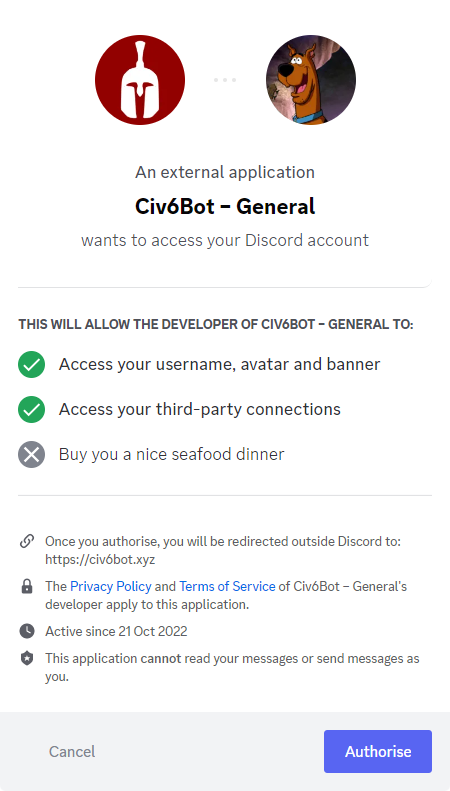 An external application
Civ6Bot – General
wants to access your Discord account
THIS WILL ALLOW THE DEVELOPER OF CIV6BOT – GENERAL TO:
Access your username, avatar and banner
Access your third-party connections
Buy you a nice seafood dinner
Once you authorise, you will be redirected outside Discord to:
https://civ6bot.xyz
The Privacy Policy and Terms of Service of Civ6Bot – General's
developer apply to this application.
Active since 21 Oct 2022
This application cannot read your messages or send messages as
you.
Cancel
Authorise